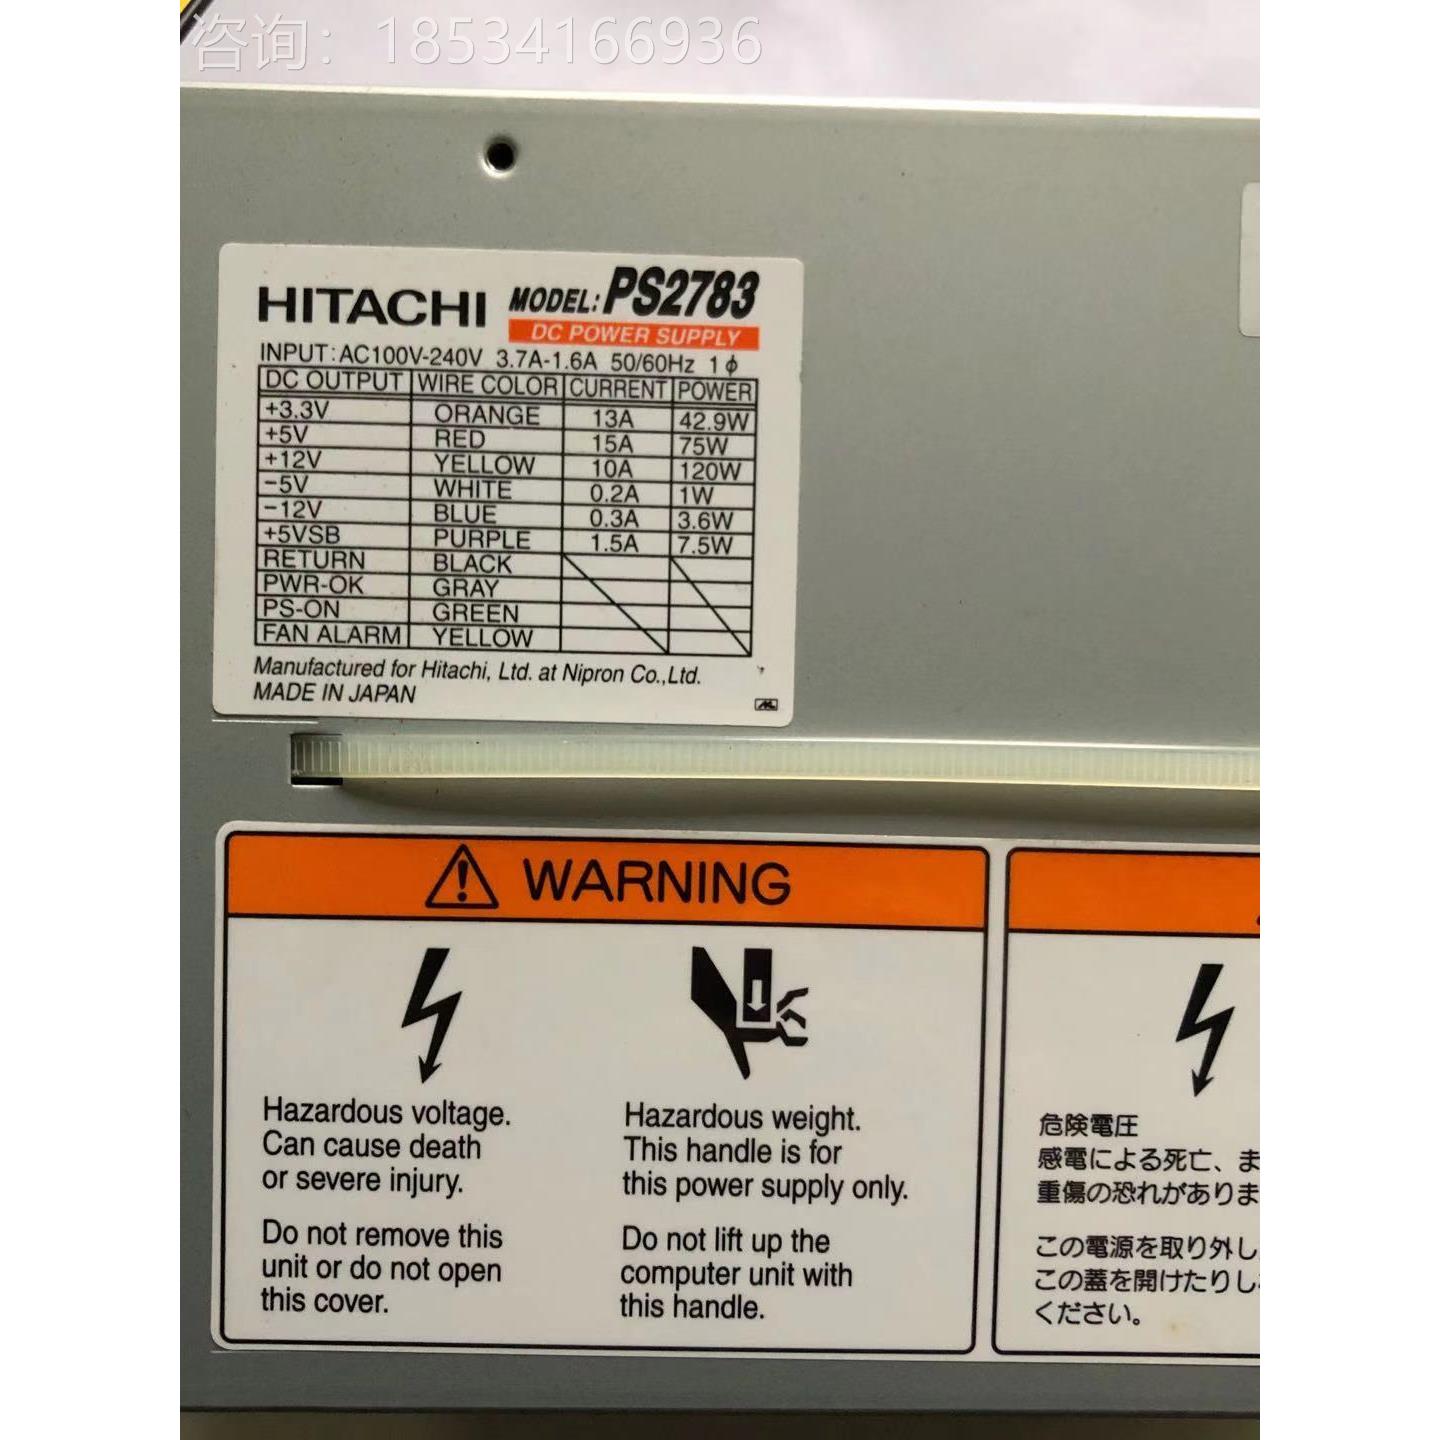 咨询：18534166936
HITACHI MODEL: PS2783
DC POWER SUPPLY
INPUT: AC100V-240V 3.7A-1.6A 50/60Hz 1φ
DC OUTPUT WIRE COLOR CURRENT POWER
+3.3V ORANGE 13A 42.9W
+5V RED 15A 75W
+12V YELLOW 10A 120W
-5V WHITE 0.2A 1W
-12V BLUE 0.3A 3.6W
+5VSB PURPLE 1.5A 7.5W
RETURN BLACK
PWR-OK GRAY
PS-ON GREEN
FAN ALARM YELLOW
Manufactured for Hitachi, Ltd. at Nipron Co.,Ltd.
MADE IN JAPAN
WARNING
Hazardous voltage.
Can cause death
or severe injury.
Do not remove this
unit or do not open
this cover.
Hazardous weight.
This handle is for
this power supply only.
Do not lift up the
computer unit with
this handle.
危険電圧
感電による死亡、ま
重傷の恐れがありま
この電源を取り外し
この蓋を開けたりし
ください。